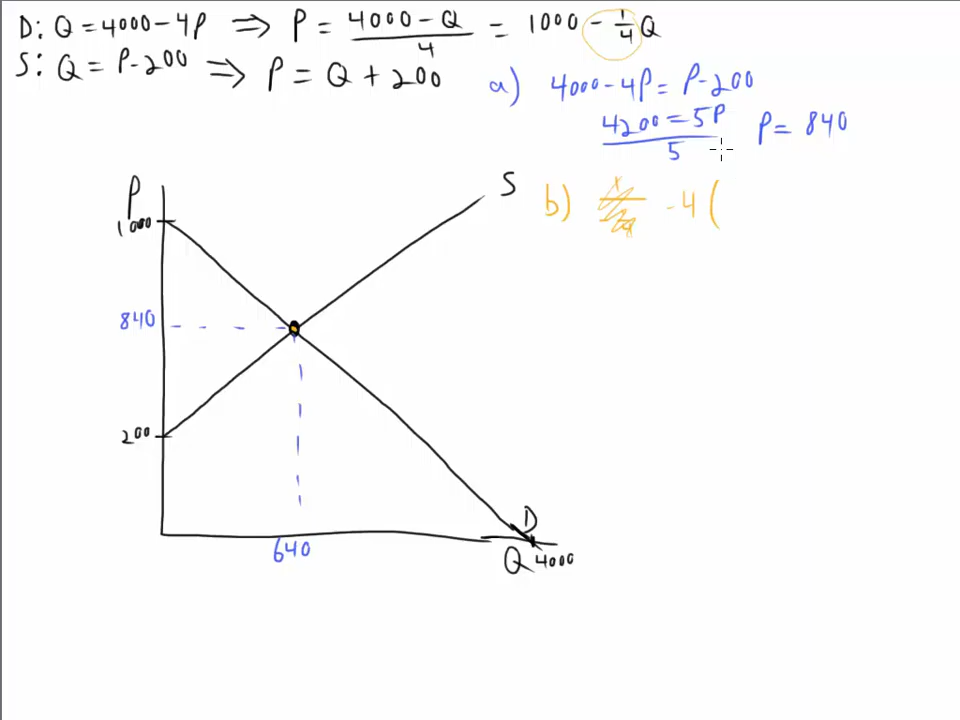 D: Q = 4000 - 4P ⇒ P = (4000 - Q)/4 = 1000 - 1/4 Q
S: Q = P - 200 ⇒ P = Q + 200
a) 4000 - 4P = P - 200
4200 = 5P P = 840
5
b) - 4 (
P
S
1000
840
200
D
640
Q 4000